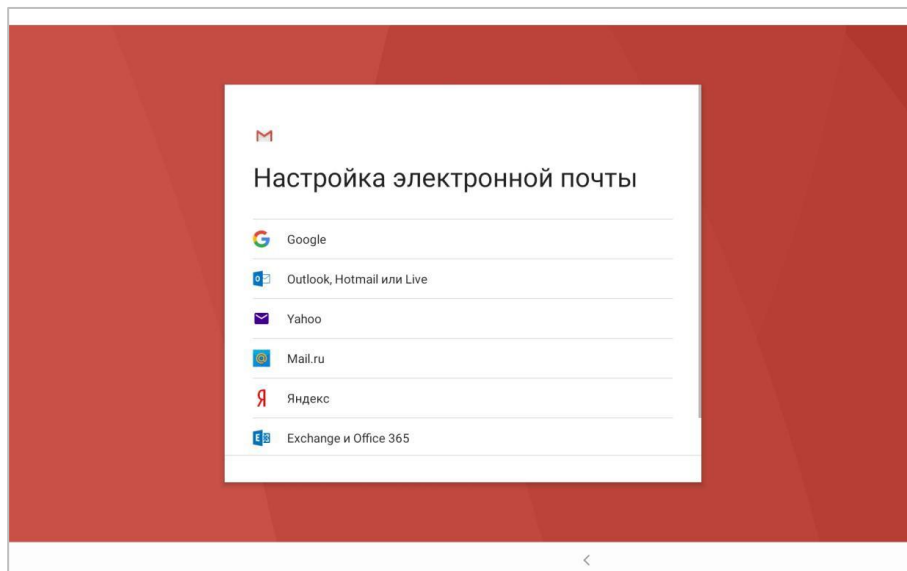 Настройка электронной почты
Google
Outlook, Hotmail или Live
Yahoo
Mail.ru
Яндекс
Exchange и Office 365